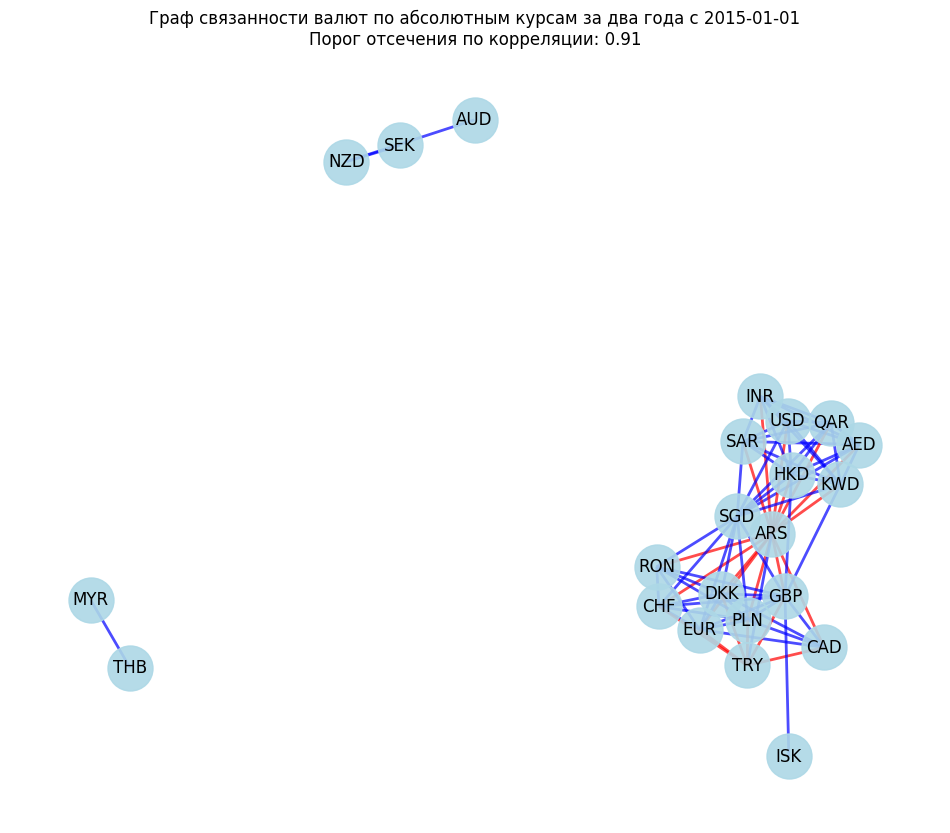 Граф связанности валют по абсолютным курсам за два года с 2015-01-01
Порог отсечения по корреляции: 0.91
AUD
SEK
NZD
INR
USD
QAR
SAR
AED
HKD
KWD
SGD
ARS
RON
DKK
GBP
CHF
PLN
EUR
CAD
TRY
MYR
THB
ISK